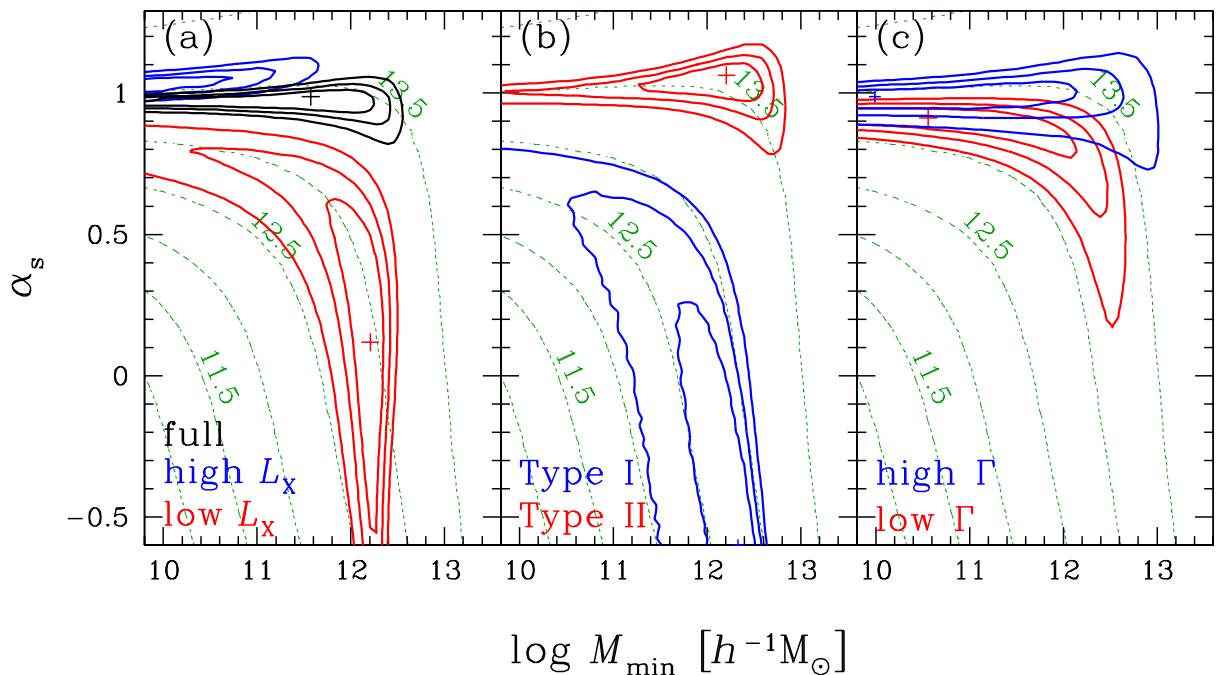 (a) (b) (c)
13.5 13.5 13.5
12.5 12.5 12.5
11.5 11.5 11.5
1
0.5
0
−0.5
α_s
full
high L_X
low L_X
Type I
Type II
high Γ
low Γ
10 11 12 13 10 11 12 13 10 11 12 13
log M_min [h⁻¹M_⊙]